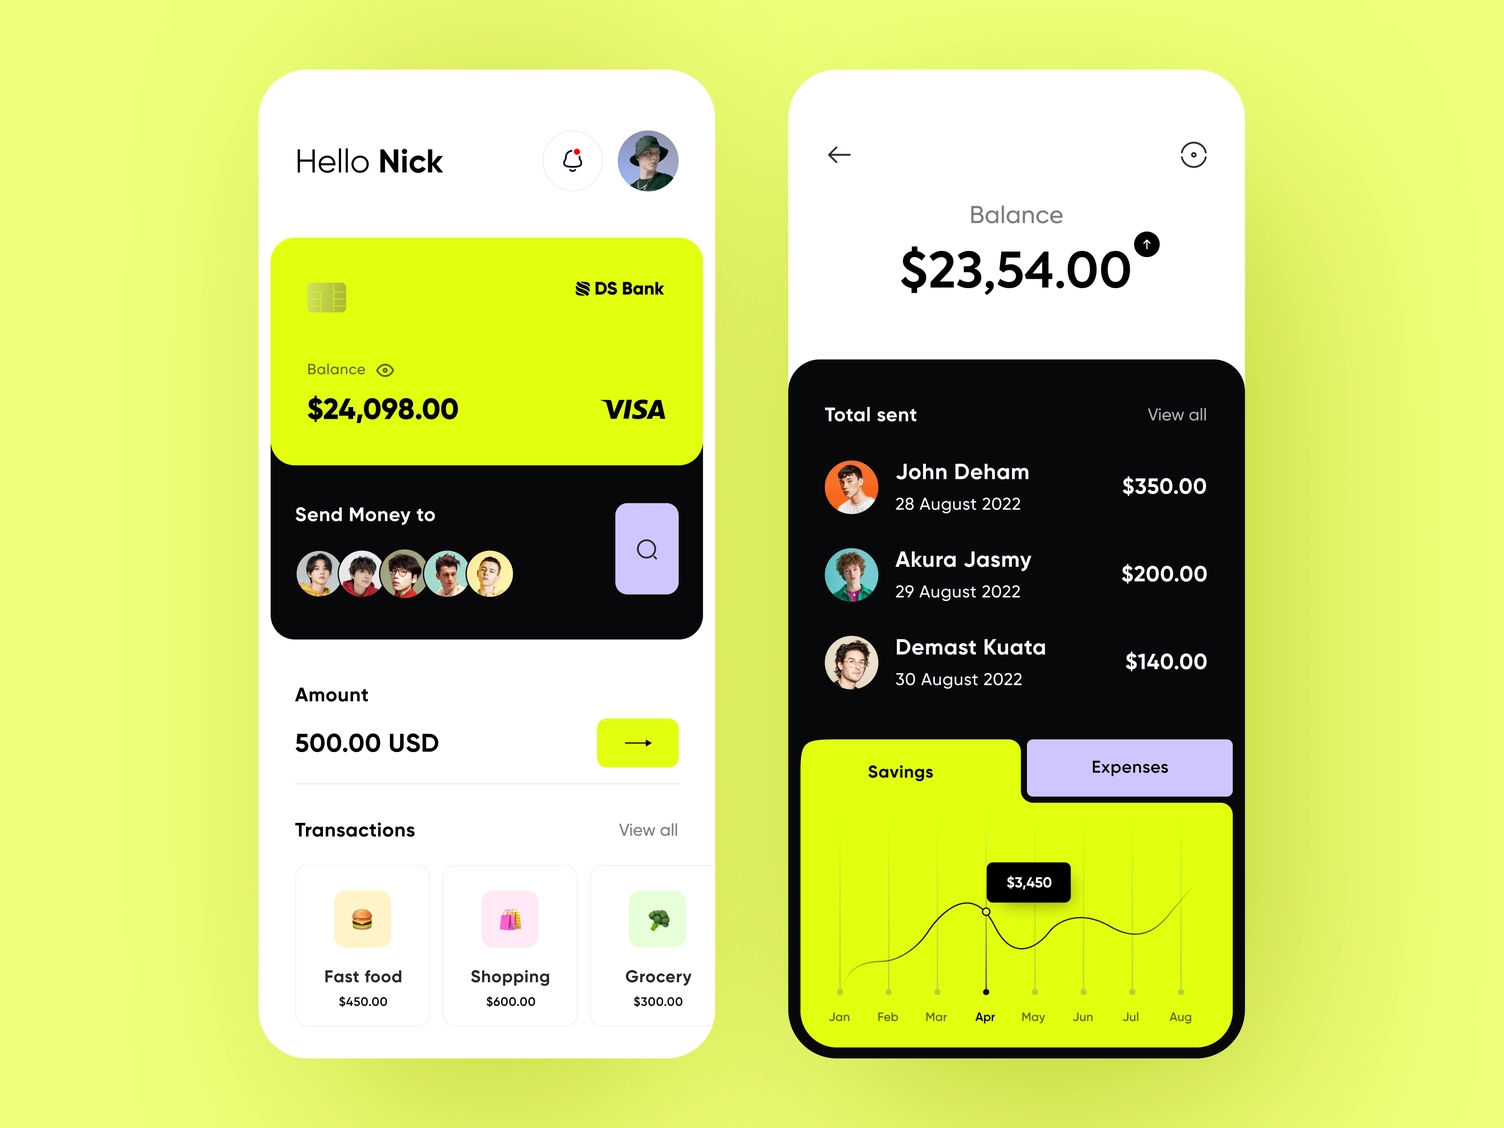 Hello Nick
DS Bank
Balance
$24,098.00
VISA
Send Money to
Amount
500.00 USD
Transactions
View all
Fast food
$450.00
Shopping
$600.00
Grocery
$300.00
Balance
$23,54.00
Total sent
View all
John Deham
28 August 2022
$350.00
Akura Jasmy
29 August 2022
$200.00
Demast Kuata
30 August 2022
$140.00
Savings
Expenses
$3,450
Jan Feb Mar Apr May Jun Jul Aug